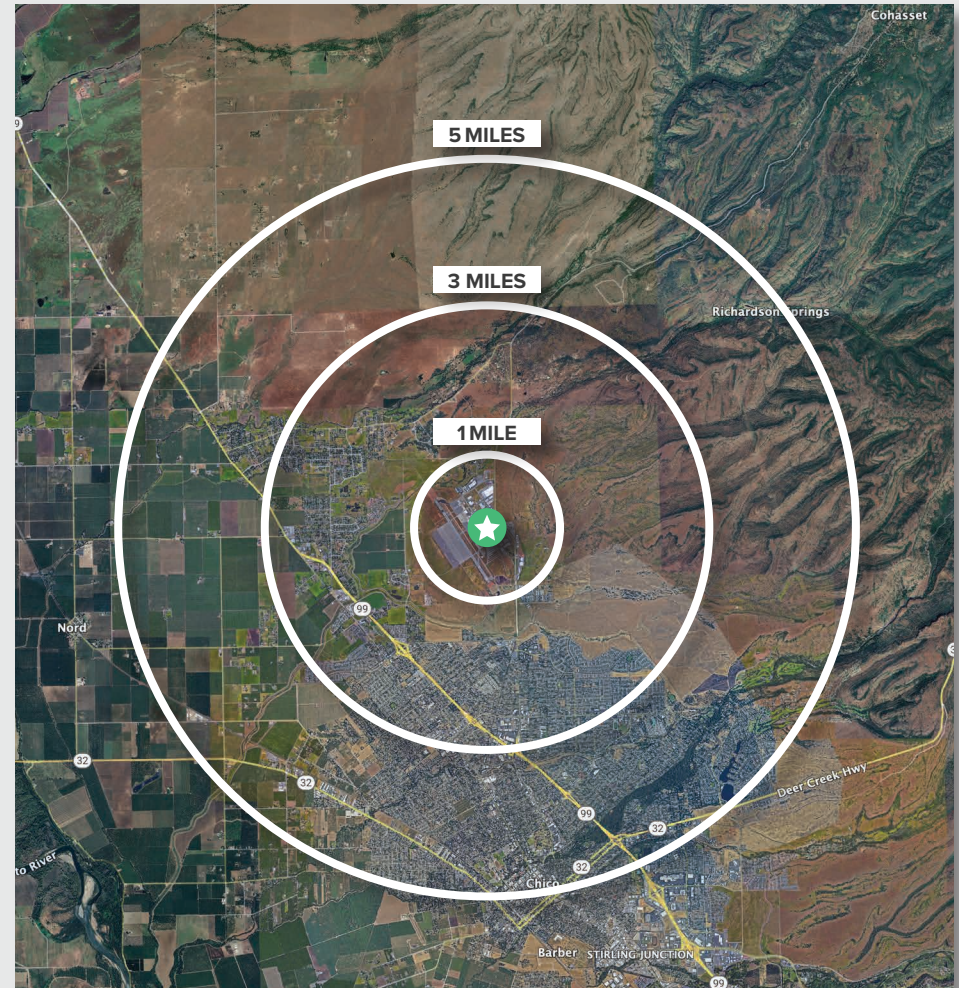 Cohasset
9
5 MILES
3 MILES
Richardson Springs
1 MILE
99
Nord
32
32
Deer Creek Hwy
99
32
32
to River
Chico
Barber
STIRLING JUNCTION
99